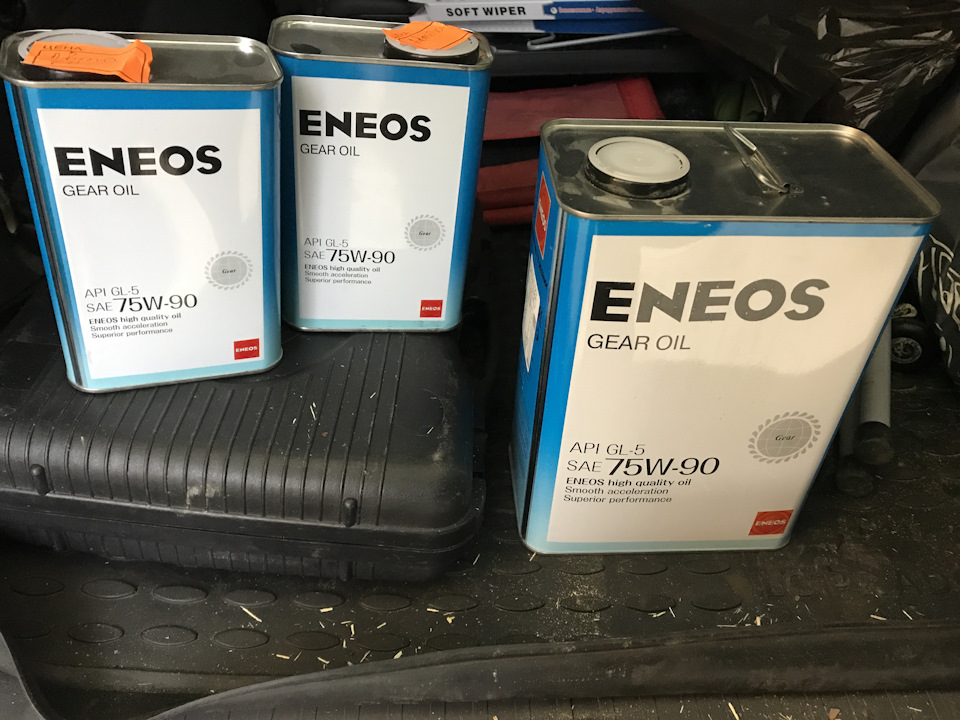 SOFT WIPER
ЦЕНА
ENEOS
GEAR OIL
Gear
API GL-5
SAE 75W-90
ENEOS high quality oil
Smooth acceleration
Superior performance
ENEOS
ENEOS
GEAR OIL
Gear
API GL-5
SAE 75W-90
ENEOS high quality oil
Smooth acceleration
Superior performance
ENEOS
ENEOS
GEAR OIL
Gear
API GL-5
SAE 75W-90
ENEOS high quality oil
Smooth acceleration
Superior performance
ENEOS